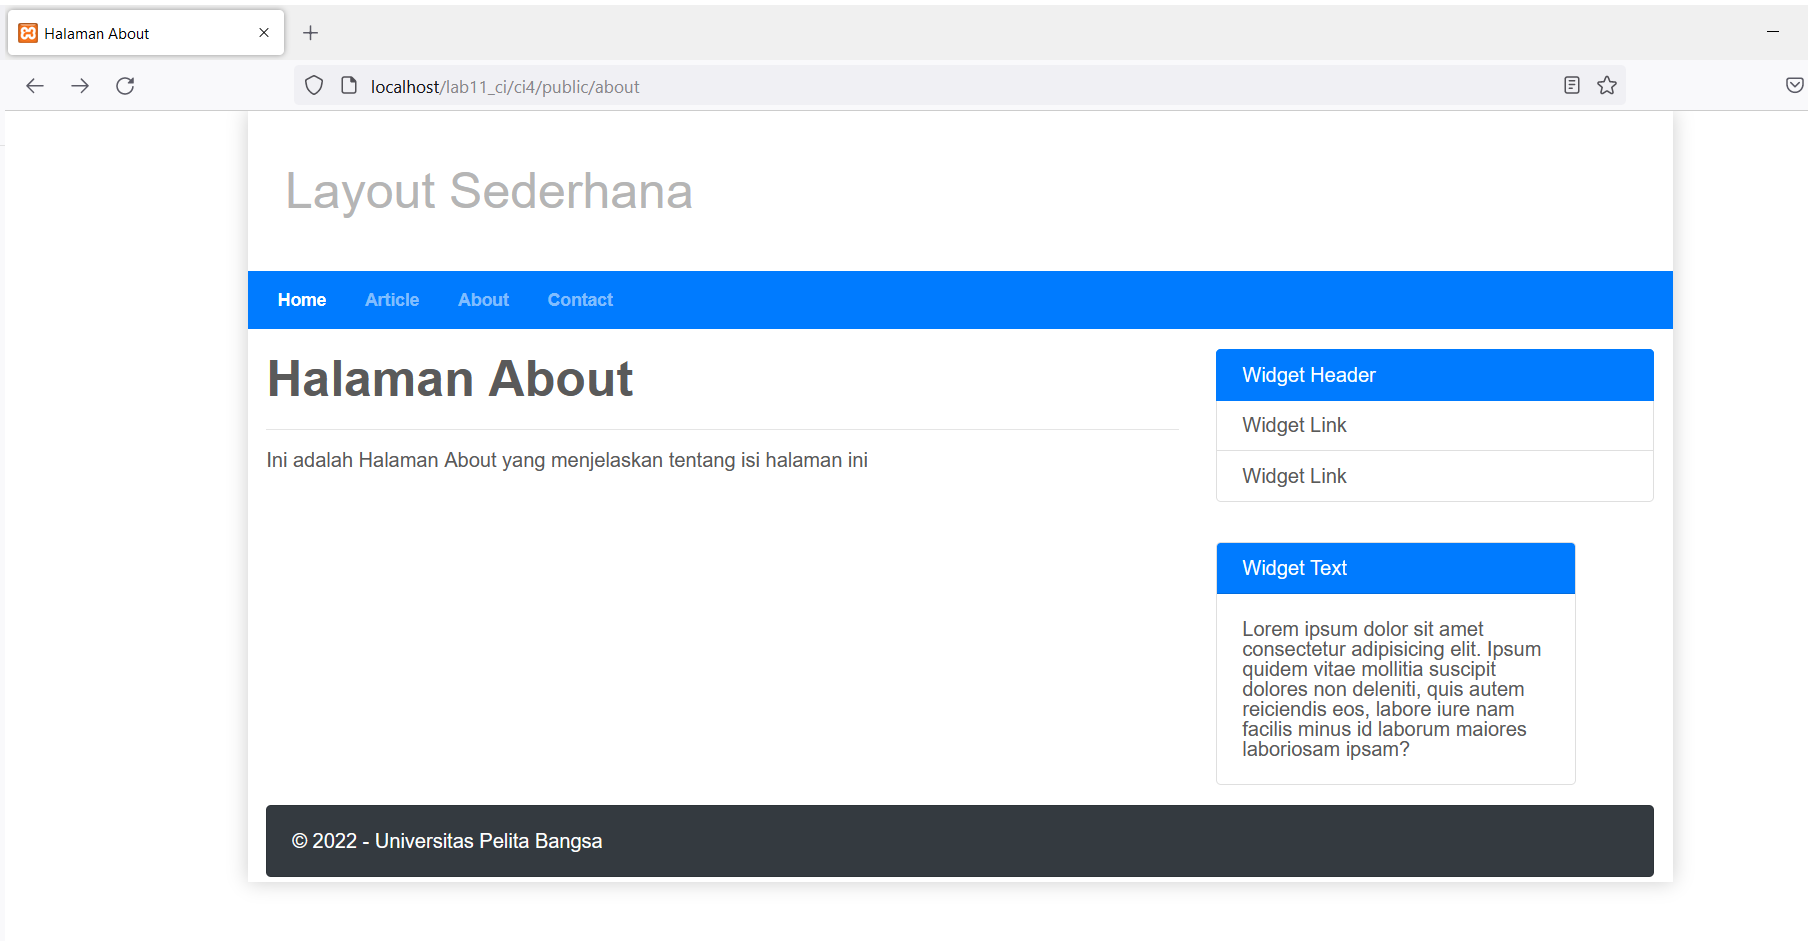 Halaman About
localhost/lab11_ci/ci4/public/about
Layout Sederhana
Home Article About Contact
Halaman About
Ini adalah Halaman About yang menjelaskan tentang isi halaman ini
Widget Header
Widget Link
Widget Link
Widget Text
Lorem ipsum dolor sit amet
consectetur adipisicing elit. Ipsum
quidem vitae mollitia suscipit
dolores non deleniti, quis autem
reiciendis eos, labore iure nam
facilis minus id laborum maiores
laboriosam ipsam?
© 2022 - Universitas Pelita Bangsa